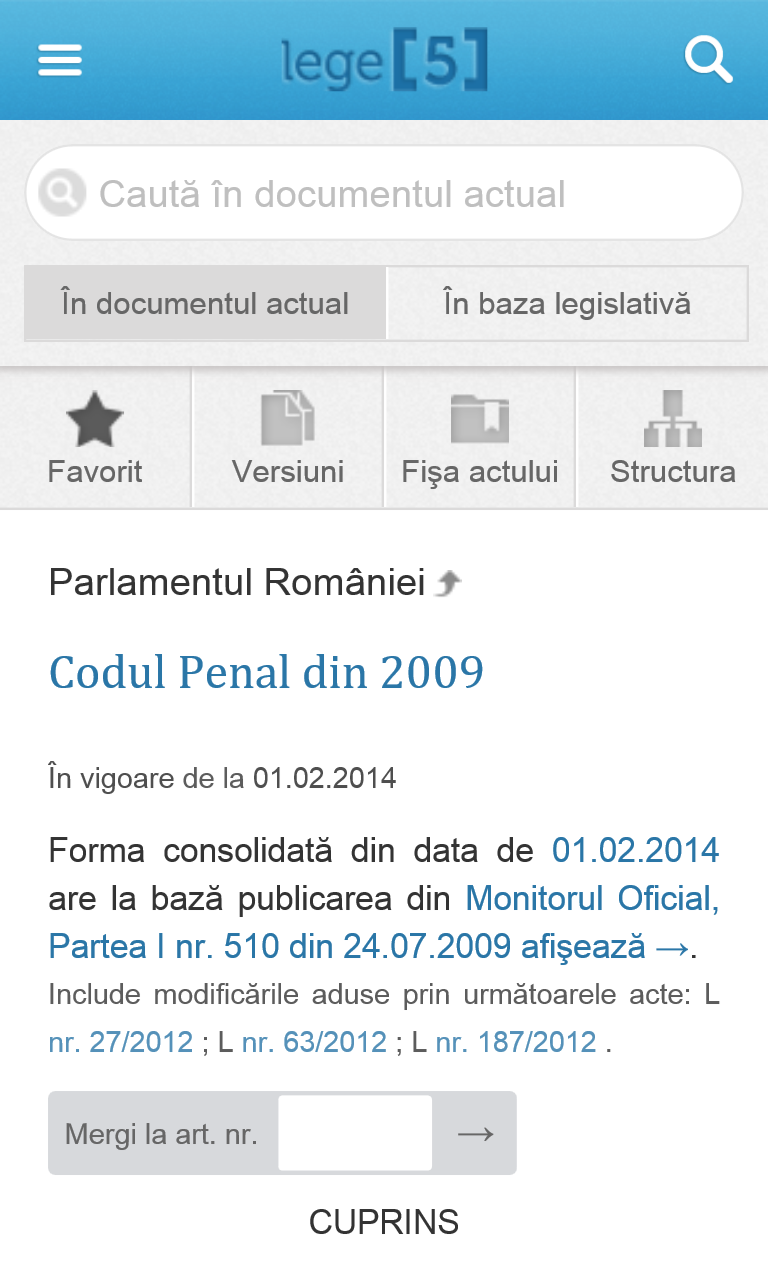 lege[5]
Caută în documentul actual
În documentul actual
În baza legislativă
Favorit
Versiuni
Fişa actului
Structura
Parlamentul României
Codul Penal din 2009
În vigoare de la 01.02.2014
Forma consolidată din data de 01.02.2014
are la bază publicarea din Monitorul Oficial,
Partea I nr. 510 din 24.07.2009 afişează →.
Include modificările aduse prin următoarele acte: L
nr. 27/2012 ; L nr. 63/2012 ; L nr. 187/2012 .
Mergi la art. nr. →
CUPRINS